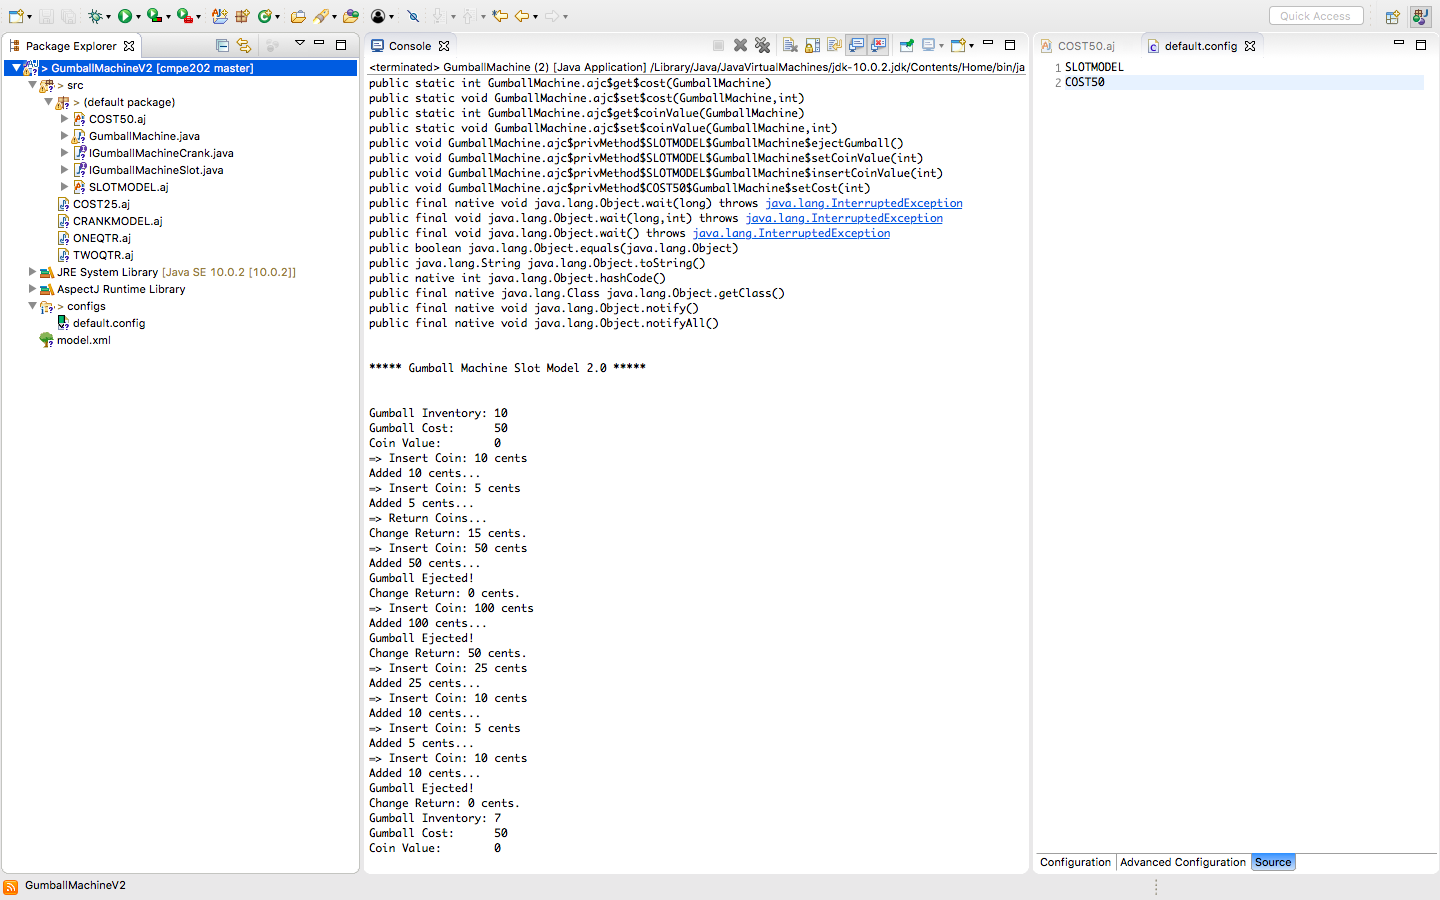 Quick Access
Package Explorer
> GumballMachineV2 [cmpe202 master]
> src
> (default package)
COST50.aj
GumballMachine.java
IGumballMachineCrank.java
IGumballMachineSlot.java
SLOTMODEL.aj
COST25.aj
CRANKMODEL.aj
ONEQTR.aj
TWOQTR.aj
JRE System Library [Java SE 10.0.2 [10.0.2]]
AspectJ Runtime Library
> configs
default.config
model.xml
Console
<terminated> GumballMachine (2) [Java Application] /Library/Java/JavaVirtualMachines/jdk-10.0.2.jdk/Contents/Home/bin/ja
public static int GumballMachine.ajc$get$cost(GumballMachine)
public static void GumballMachine.ajc$set$cost(GumballMachine,int)
public static int GumballMachine.ajc$get$coinValue(GumballMachine)
public static void GumballMachine.ajc$set$coinValue(GumballMachine,int)
public void GumballMachine.ajc$privMethod$SLOTMODEL$GumballMachine$ejectGumball()
public void GumballMachine.ajc$privMethod$SLOTMODEL$GumballMachine$setCoinValue(int)
public void GumballMachine.ajc$privMethod$SLOTMODEL$GumballMachine$insertCoinValue(int)
public void GumballMachine.ajc$privMethod$COST50$GumballMachine$setCost(int)
public final native void java.lang.Object.wait(long) throws java.lang.InterruptedException
public final void java.lang.Object.wait(long,int) throws java.lang.InterruptedException
public final void java.lang.Object.wait() throws java.lang.InterruptedException
public boolean java.lang.Object.equals(java.lang.Object)
public java.lang.String java.lang.Object.toString()
public native int java.lang.Object.hashCode()
public final native java.lang.Class java.lang.Object.getClass()
public final native void java.lang.Object.notify()
public final native void java.lang.Object.notifyAll()
***** Gumball Machine Slot Model 2.0 *****
Gumball Inventory: 10
Gumball Cost: 50
Coin Value: 0
=> Insert Coin: 10 cents
Added 10 cents...
=> Insert Coin: 5 cents
Added 5 cents...
=> Return Coins...
Change Return: 15 cents.
=> Insert Coin: 50 cents
Added 50 cents...
Gumball Ejected!
Change Return: 0 cents.
=> Insert Coin: 100 cents
Added 100 cents...
Gumball Ejected!
Change Return: 50 cents.
=> Insert Coin: 25 cents
Added 25 cents...
=> Insert Coin: 10 cents
Added 10 cents...
=> Insert Coin: 5 cents
Added 5 cents...
=> Insert Coin: 10 cents
Added 10 cents...
Gumball Ejected!
Change Return: 0 cents.
Gumball Inventory: 7
Gumball Cost: 50
Coin Value: 0
COST50.aj
default.config
1 SLOTMODEL
2 COST50
Configuration
Advanced Configuration
Source
GumballMachineV2